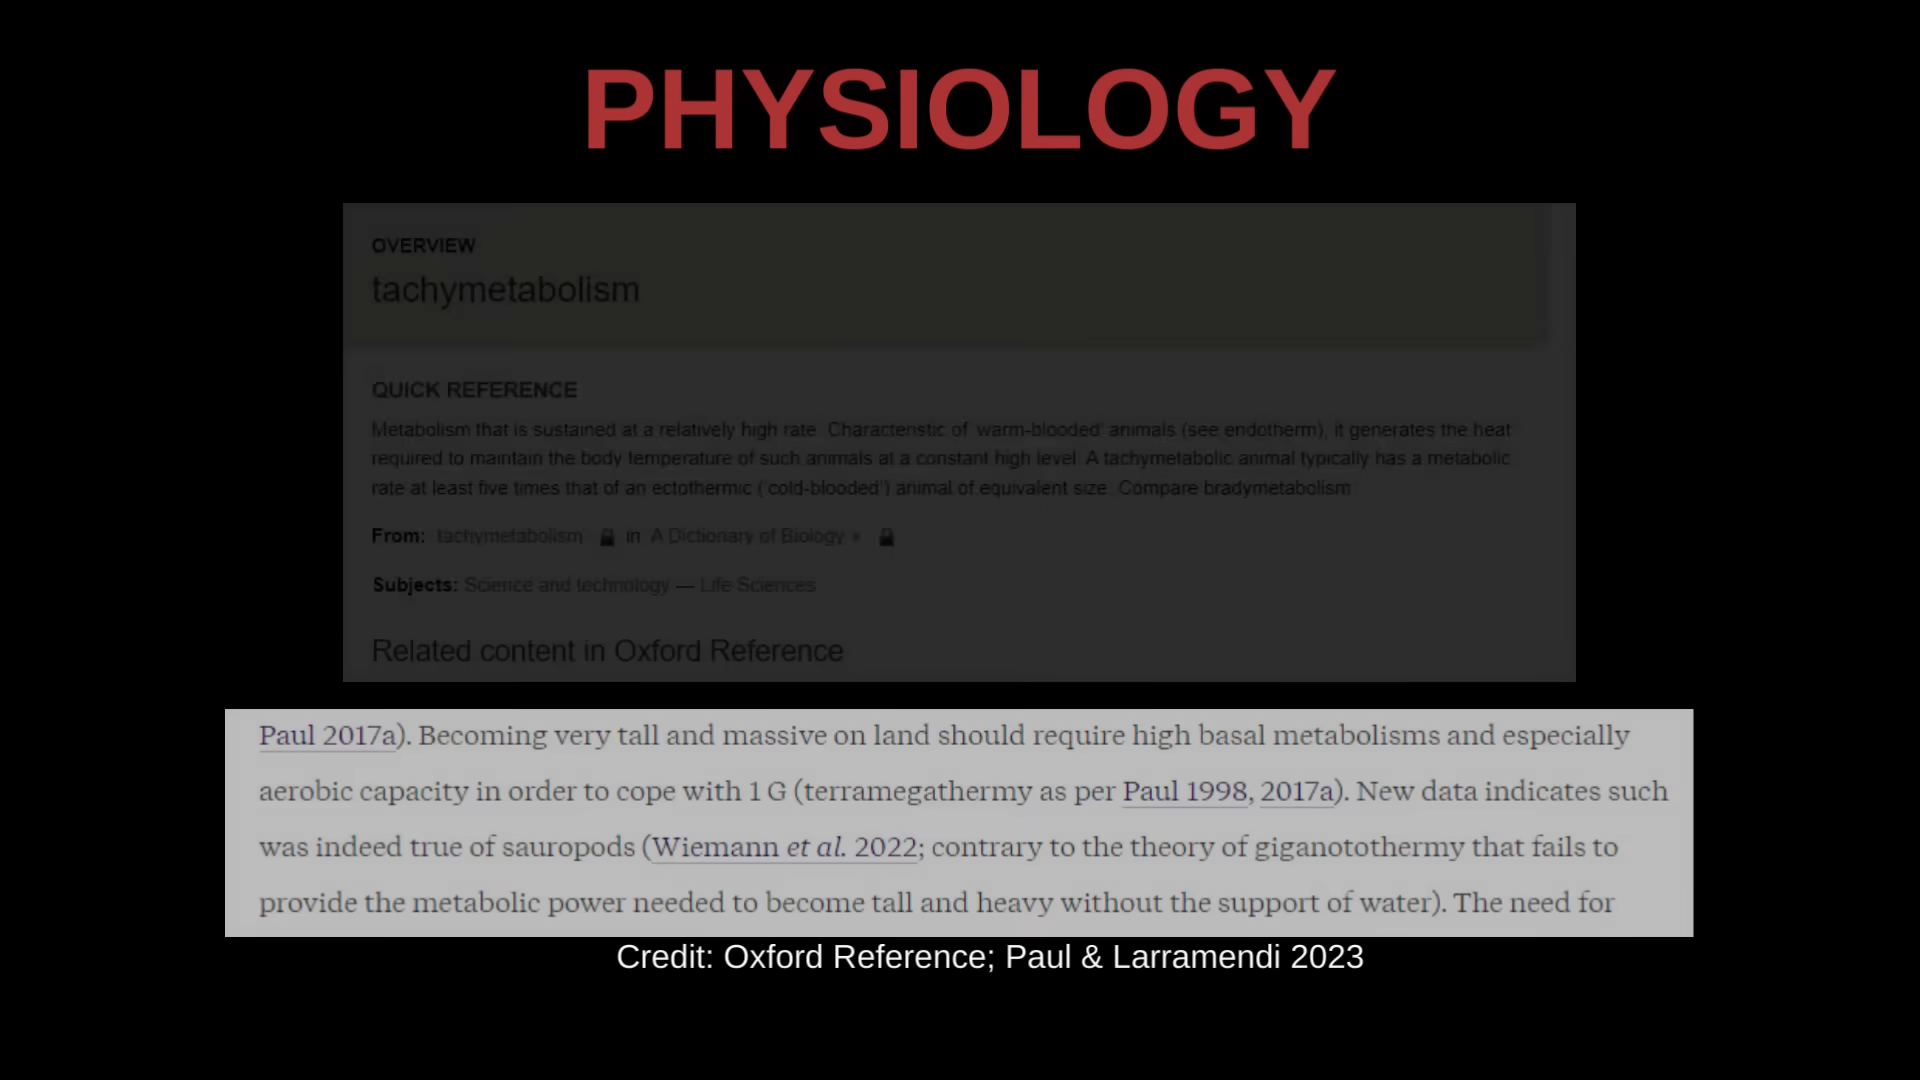 PHYSIOLOGY
OVERVIEW
tachymetabolism
QUICK REFERENCE
Metabolism that is sustained at a relatively high rate. Characteristic of ‘warm-blooded’ animals (see endotherm), it generates the heat
required to maintain the body temperature of such animals at a constant high level. A tachymetabolic animal typically has a metabolic
rate at least five times that of an ectothermic (‘cold-blooded’) animal of equivalent size. Compare bradymetabolism
From: tachymetabolism in A Dictionary of Biology »
Subjects: Science and technology — Life Sciences
Related content in Oxford Reference
Paul 2017a). Becoming very tall and massive on land should require high basal metabolisms and especially
aerobic capacity in order to cope with 1 G (terramegathermy as per Paul 1998, 2017a). New data indicates such
was indeed true of sauropods (Wiemann et al. 2022; contrary to the theory of giganotothermy that fails to
provide the metabolic power needed to become tall and heavy without the support of water). The need for
Credit: Oxford Reference; Paul & Larramendi 2023